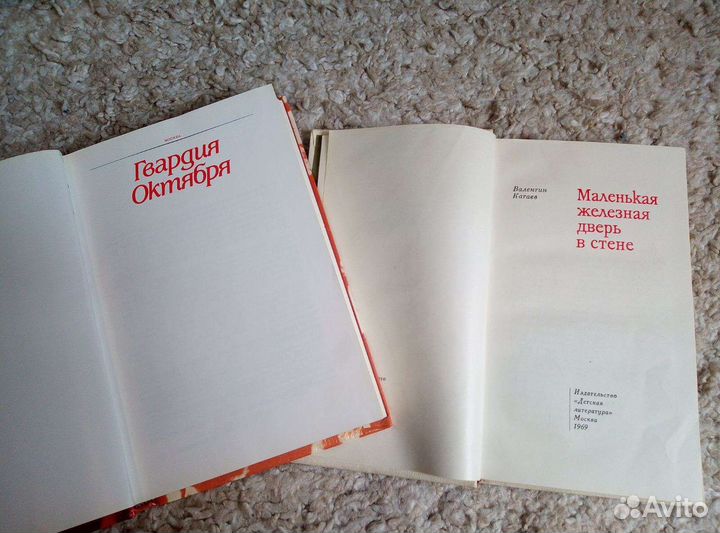 МОСКВА
Гвардия
Октября
Валентин
Катаев
Маленькая
железная
дверь
в стене
Издательство
«Детская
литература»
Москва
1969
Avito